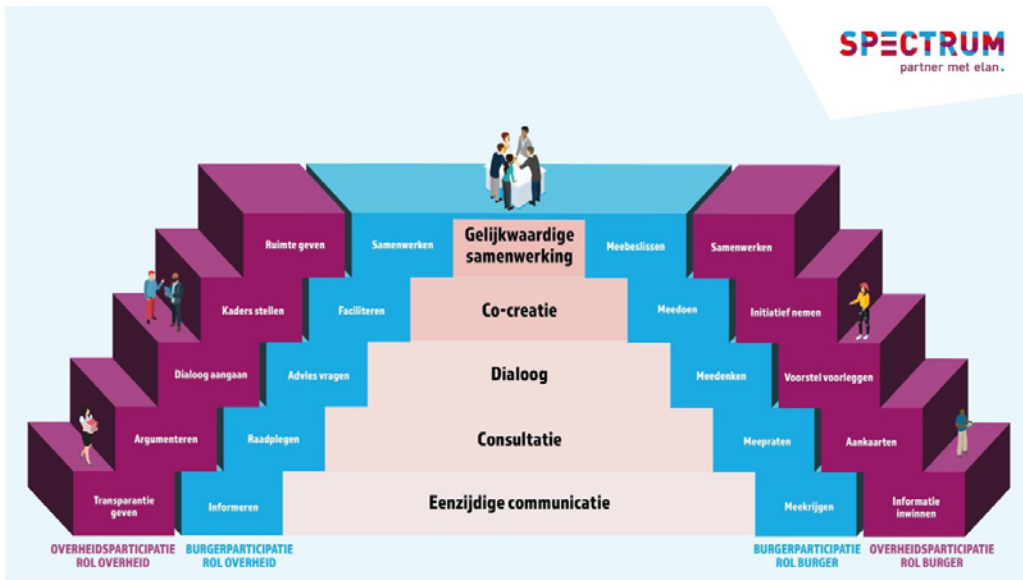 SPECTRUM
partner met elan.
Ruimte geven
Samenwerken
Gelijkwaardige
samenwerking
Meebeslissen
Samenwerken
Kaders stellen
Faciliteren
Co-creatie
Meedoen
Initiatief nemen
Dialoog aangaan
Advies vragen
Dialoog
Meedenken
Voorstel voorleggen
Argumenteren
Raadplegen
Consultatie
Meepraten
Aankaarten
Transparantie
geven
Informeren
Eenzijdige communicatie
Meekrijgen
Informatie
inwinnen
OVERHEIDSPARTICIPATIE
ROL OVERHEID
BURGERPARTICIPATIE
ROL OVERHEID
BURGERPARTICIPATIE
ROL BURGER
OVERHEIDSPARTICIPATIE
ROL BURGER